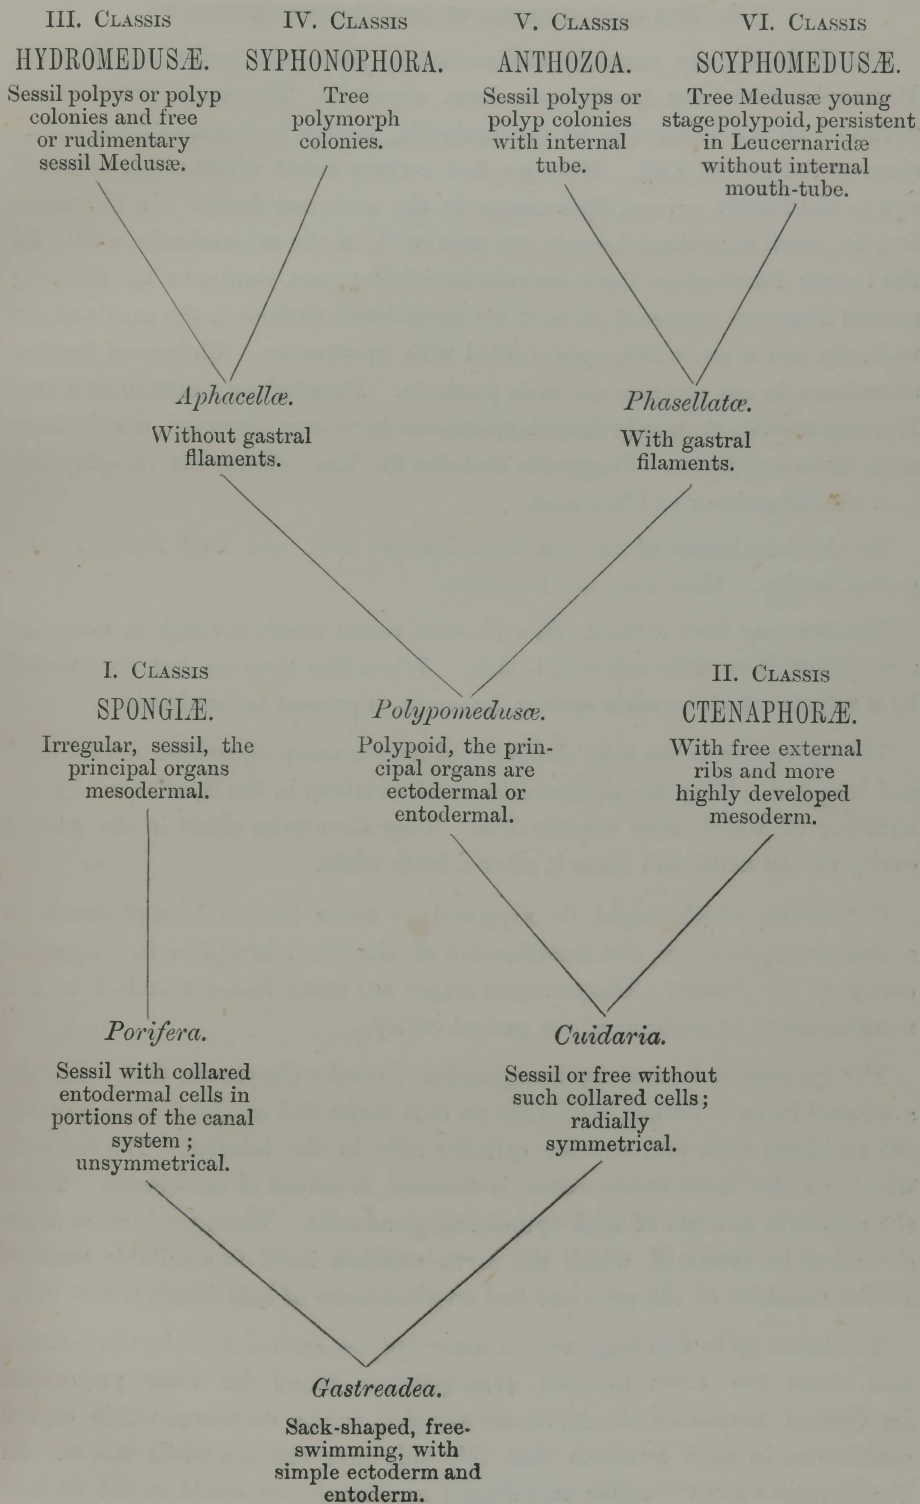 III. Classis
HYDROMEDUSÆ.
Sessil polpys or polyp
colonies and free
or rudimentary
sessil Medusæ.
IV. Classis
SYPHONOPHORA.
Tree
polymorph
colonies.
V. Classis
ANTHOZOA.
Sessil polyps or
polyp colonies
with internal
tube.
VI. Classis
SCYPHOMEDUSÆ.
Tree Medusæ young
stage polypoid, persistent
in Leucernaridæ
without internal
mouth-tube.
Aphacellæ.
Without gastral
filaments.
Phasellatæ.
With gastral
filaments.
I. Classis
SPONGIÆ.
Irregular, sessil, the
principal organs
mesodermal.
Polypomedusæ.
Polypoid, the prin-
cipal organs are
ectodermal or
entodermal.
II. Classis
CTENAPHORÆ.
With free external
ribs and more
highly developed
mesoderm.
Porifera.
Sessil with collared
entodermal cells in
portions of the canal
system ;
unsymmetrical.
Cuidaria.
Sessil or free without
such collared cells ;
radially
symmetrical.
Gastreadea.
Sack-shaped, free-
swimming, with
simple ectoderm and
entoderm.